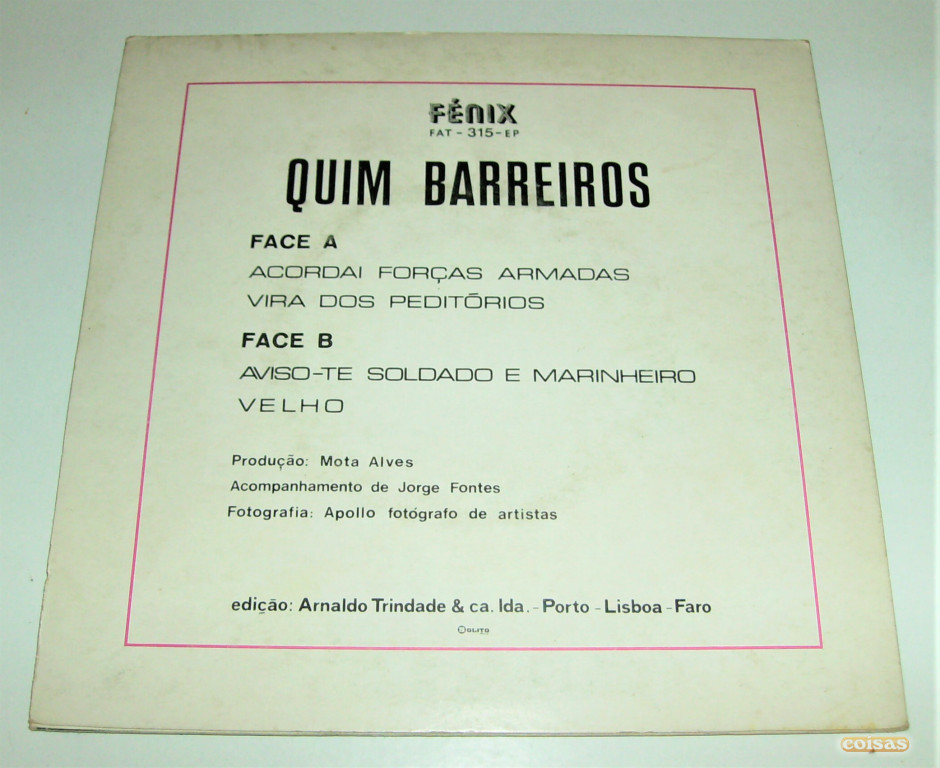 FÉNIX
FAT - 315 - EP
QUIM BARREIROS
FACE A
ACORDAI FORÇAS ARMADAS
VIRA DOS PEDITÓRIOS
FACE B
AVISO-TE SOLDADO E MARINHEIRO
VELHO
Produção: Mota Alves
Acompanhamento de Jorge Fontes
Fotografia: Apollo fotógrafo de artistas
edição: Arnaldo Trindade & ca. lda. - Porto - Lisboa - Faro
coisas